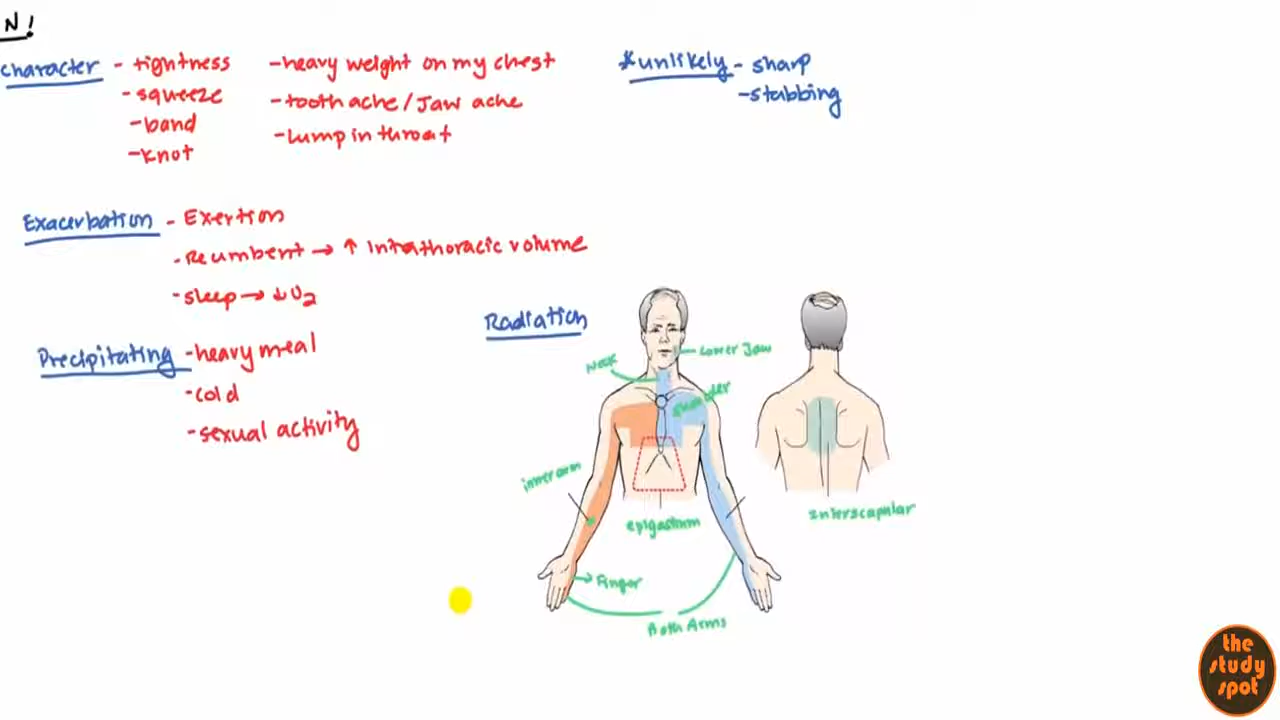 N!
Character - tightness
- squeeze
- band
- knot
- heavy weight on my chest
- tooth ache / Jaw ache
- Lump in throat
*unlikely - sharp
- stabbing
Exacerbation - Exertion
- Recumbent → ↑ Intrathoracic volume
- sleep → ↓ O2
Precipitating - heavy meal
- cold
- sexual activity
Radiation
Neck
Lower Jaw
Shoulder
inner arm
epigastrum
Interscapular
Finger
Both Arms
the
study
spot